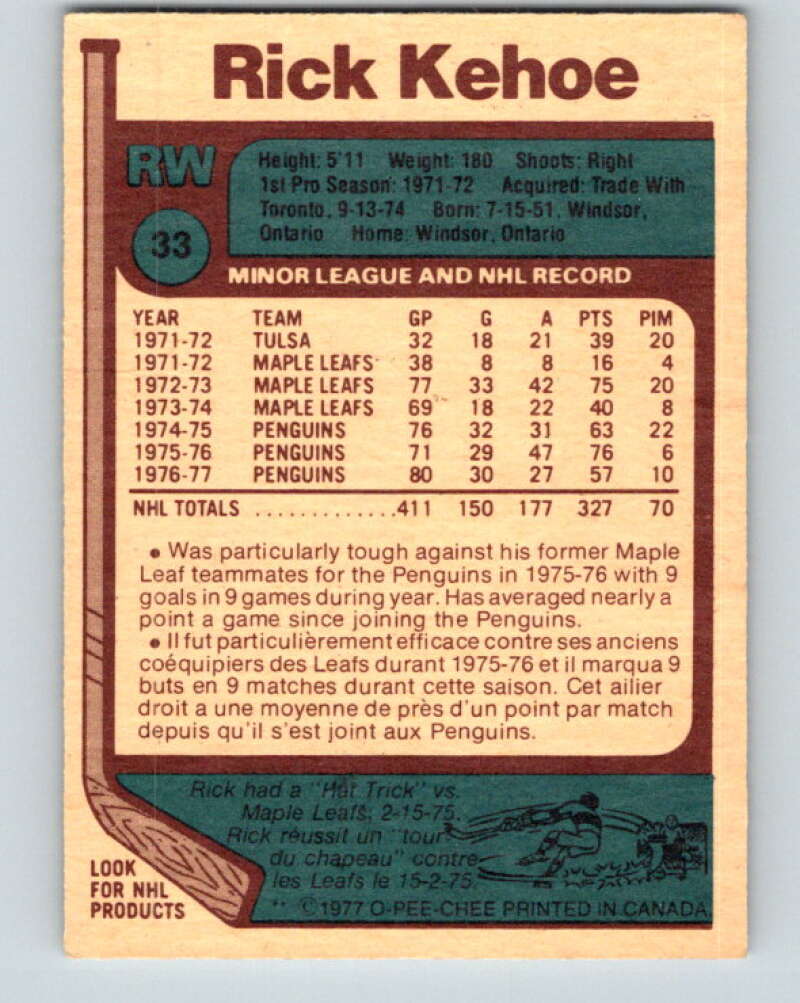 Rick Kehoe
RW
Height: 5'11 Weight: 180 Shoots: Right
1st Pro Season: 1971-72 Acquired: Trade With
Toronto, 9-13-74 Born: 7-15-51, Windsor,
Ontario Home: Windsor, Ontario
33
MINOR LEAGUE AND NHL RECORD
YEAR TEAM GP G A PTS PIM
1971-72 TULSA 32 18 21 39 20
1971-72 MAPLE LEAFS 38 8 8 16 4
1972-73 MAPLE LEAFS 77 33 42 75 20
1973-74 MAPLE LEAFS 69 18 22 40 8
1974-75 PENGUINS 76 32 31 63 22
1975-76 PENGUINS 71 29 47 76 6
1976-77 PENGUINS 80 30 27 57 10
NHL TOTALS .............411 150 177 327 70
• Was particularly tough against his former Maple
Leaf teammates for the Penguins in 1975-76 with 9
goals in 9 games during year. Has averaged nearly a
point a game since joining the Penguins.
• Il fut particulièrement efficace contre ses anciens
coéquipiers des Leafs durant 1975-76 et il marqua 9
buts en 9 matches durant cette saison. Cet ailier
droit a une moyenne de près d'un point par match
depuis qu'il s'est joint aux Penguins.
Rick had a "Hat Trick" vs.
Maple Leafs, 2-15-75.
Rick réussit un "tour
du chapeau" contre
les Leafs le 15-2-75.
LOOK
FOR NHL
PRODUCTS
** ©1977 O-PEE-CHEE PRINTED IN CANADA